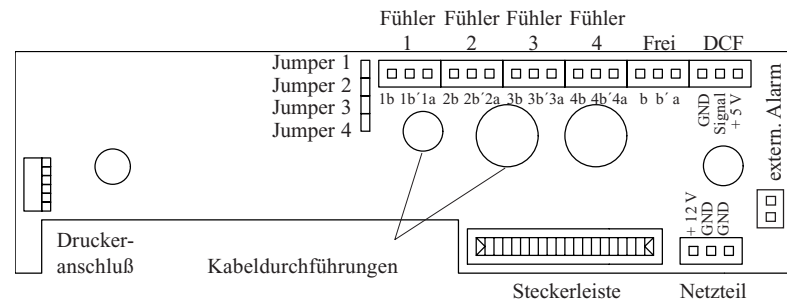 Fühler Fühler Fühler Fühler
1 2 3 4 Frei DCF
Jumper 1
Jumper 2
Jumper 3
Jumper 4
1b 1b´1a 2b 2b´2a 3b 3b´3a 4b 4b´4a b b´ a
GND
Signal
+ 5 V
extern. Alarm
+ 12 V
GND
GND
Drucker-
anschluß
Kabeldurchführungen
Steckerleiste
Netzteil